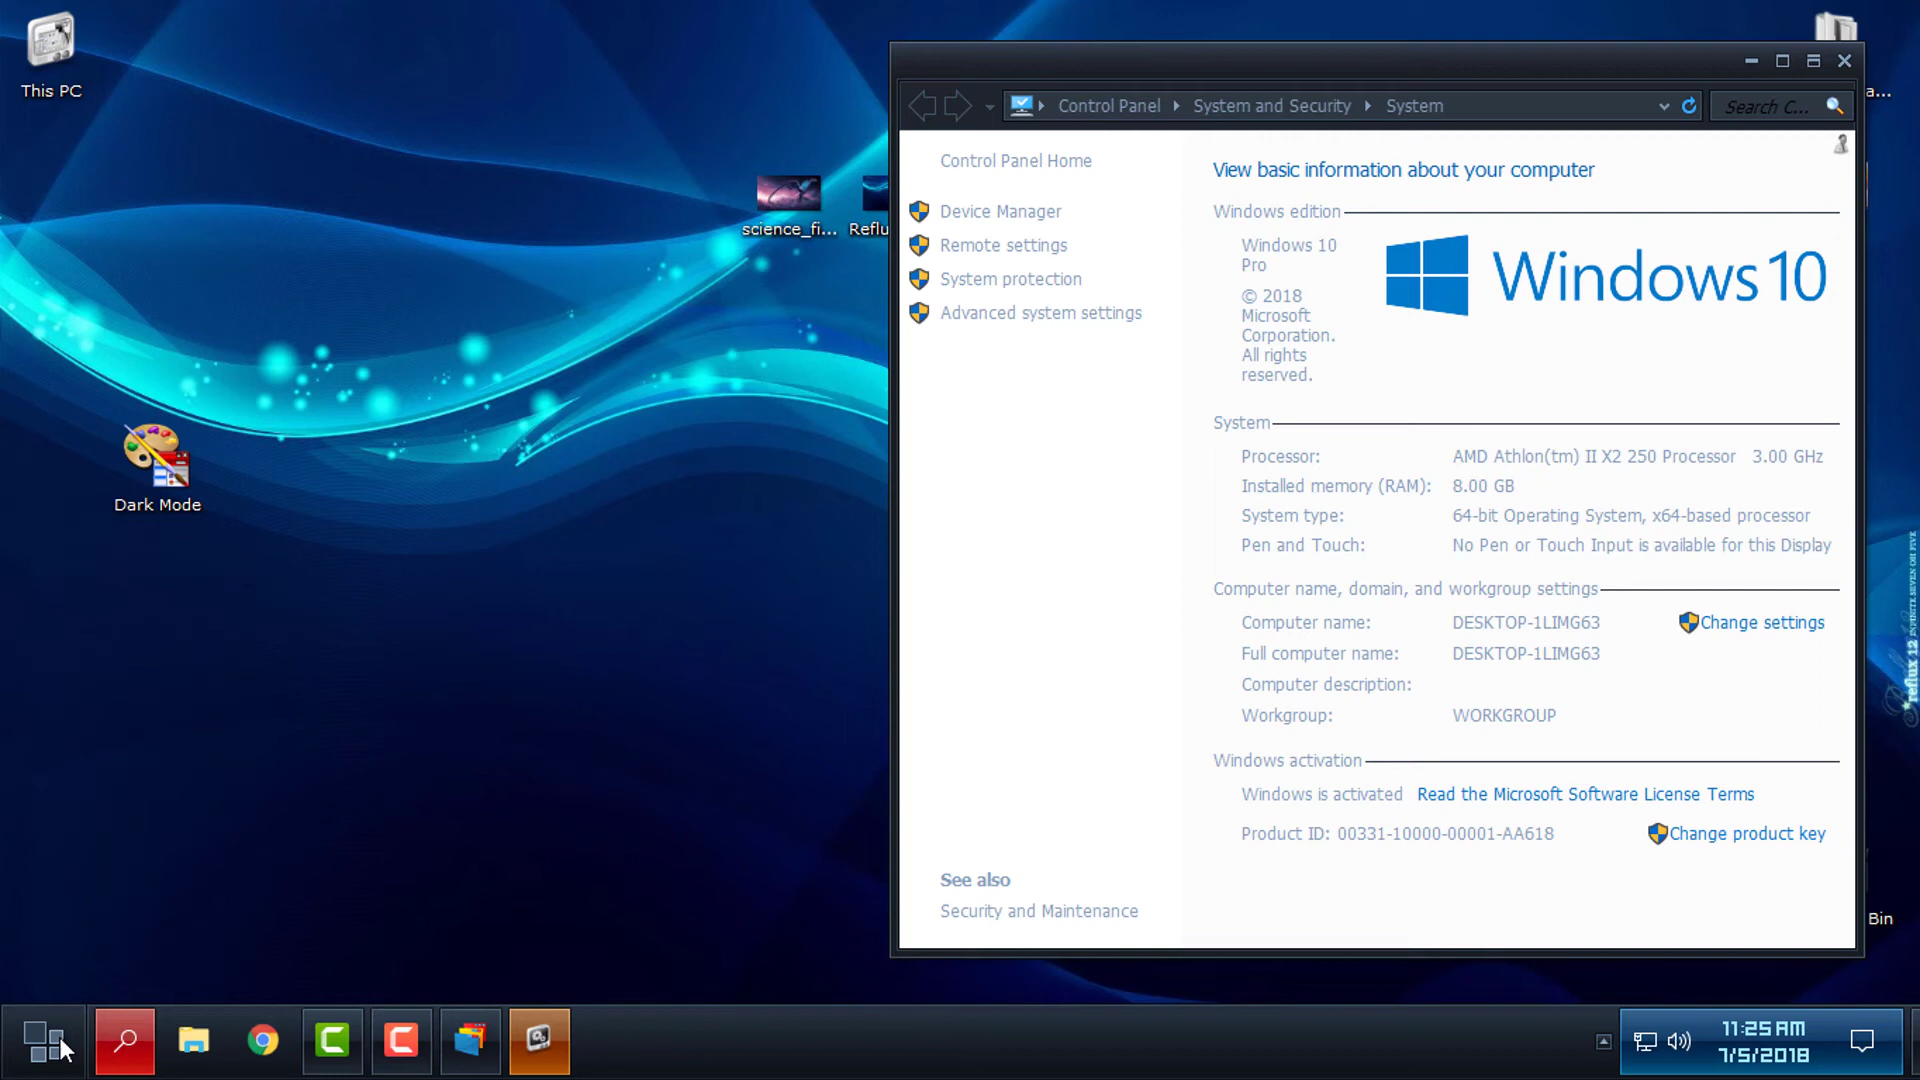 This PC
a...
Control Panel
System and Security
System
Search C...
Control Panel Home
Device Manager
Remote settings
System protection
Advanced system settings
View basic information about your computer
Windows edition
Windows 10
Pro
© 2018
Microsoft
Corporation.
All rights
reserved.
Windows 10
science_fi...
Reflu
Dark Mode
System
Processor: AMD Athlon(tm) II X2 250 Processor 3.00 GHz
Installed memory (RAM): 8.00 GB
System type: 64-bit Operating System, x64-based processor
Pen and Touch: No Pen or Touch Input is available for this Display
Computer name, domain, and workgroup settings
Computer name: DESKTOP-1LIMG63 Change settings
Full computer name: DESKTOP-1LIMG63
Computer description:
Workgroup: WORKGROUP
Windows activation
Windows is activated Read the Microsoft Software License Terms
Product ID: 00331-10000-00001-AA618 Change product key
See also
Security and Maintenance
Bin
reflux 12 INFINITE SEVEN OH FIVE
11:25 AM
7/5/2018